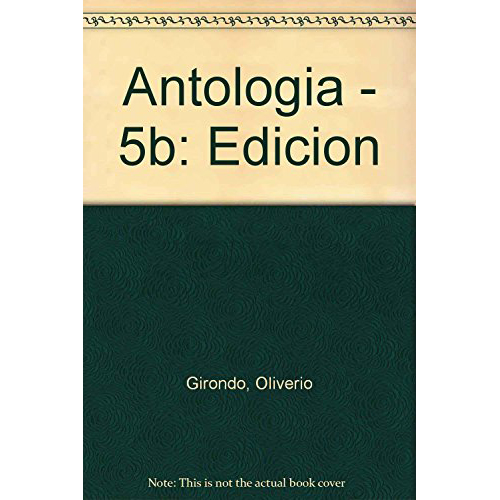 Antologia -
5b: Edicion
Girondo, Oliverio
Note: This is not the actual book cover